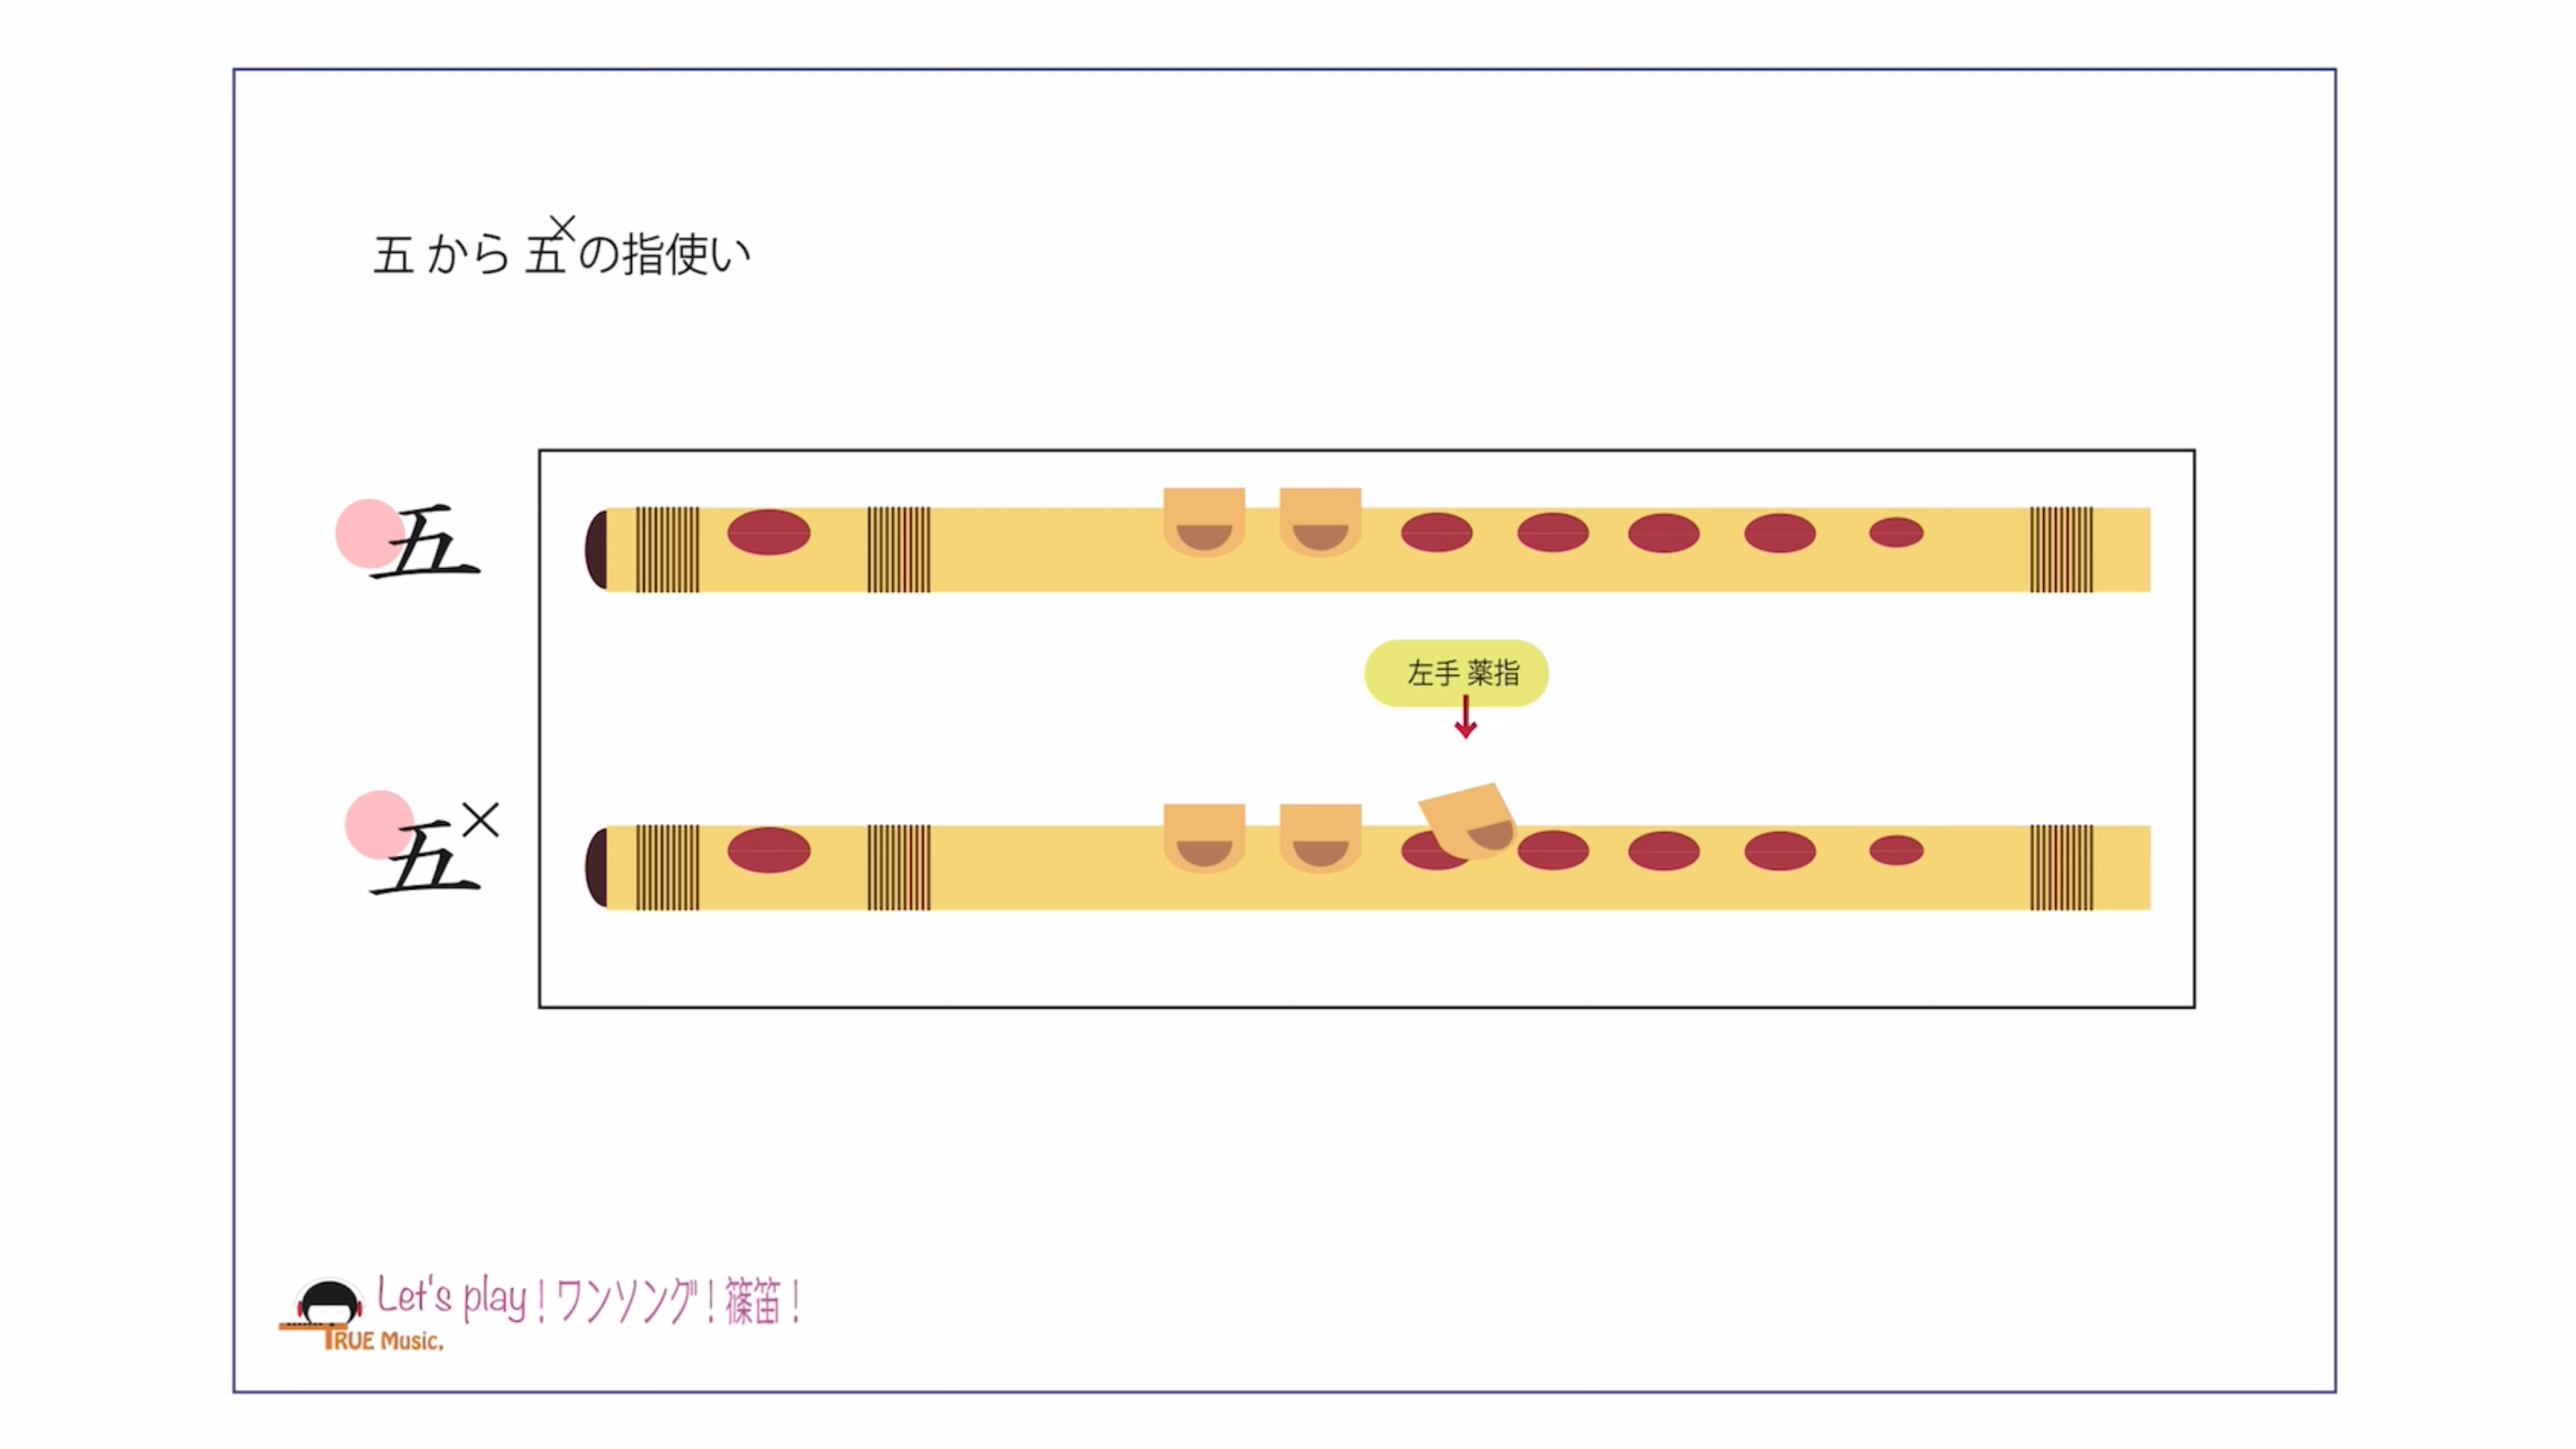 五 から 五×の指使い
五
左手 薬指
五×
Let's play！ワンソング！篠笛！
TRUE Music.